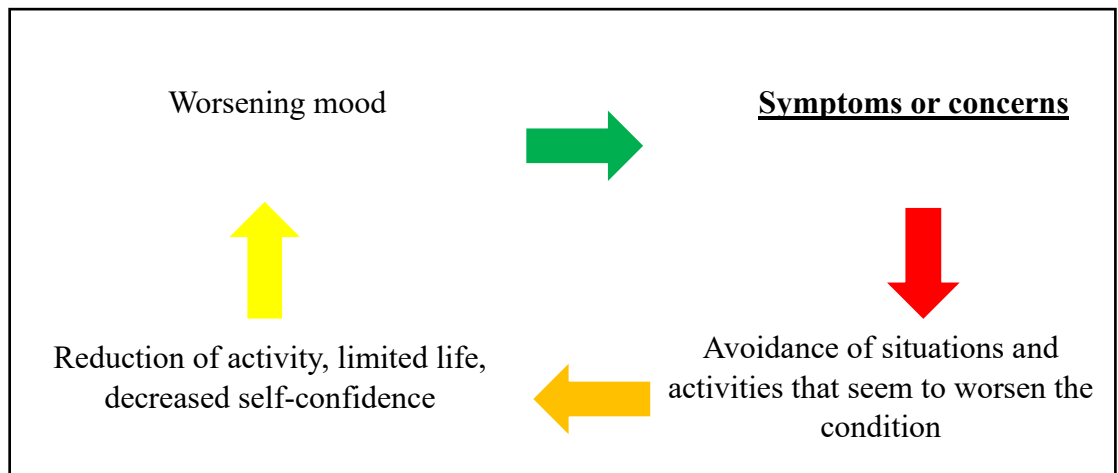 Worsening mood
Symptoms or concerns
Reduction of activity, limited life,
decreased self-confidence
Avoidance of situations and
activities that seem to worsen the
condition